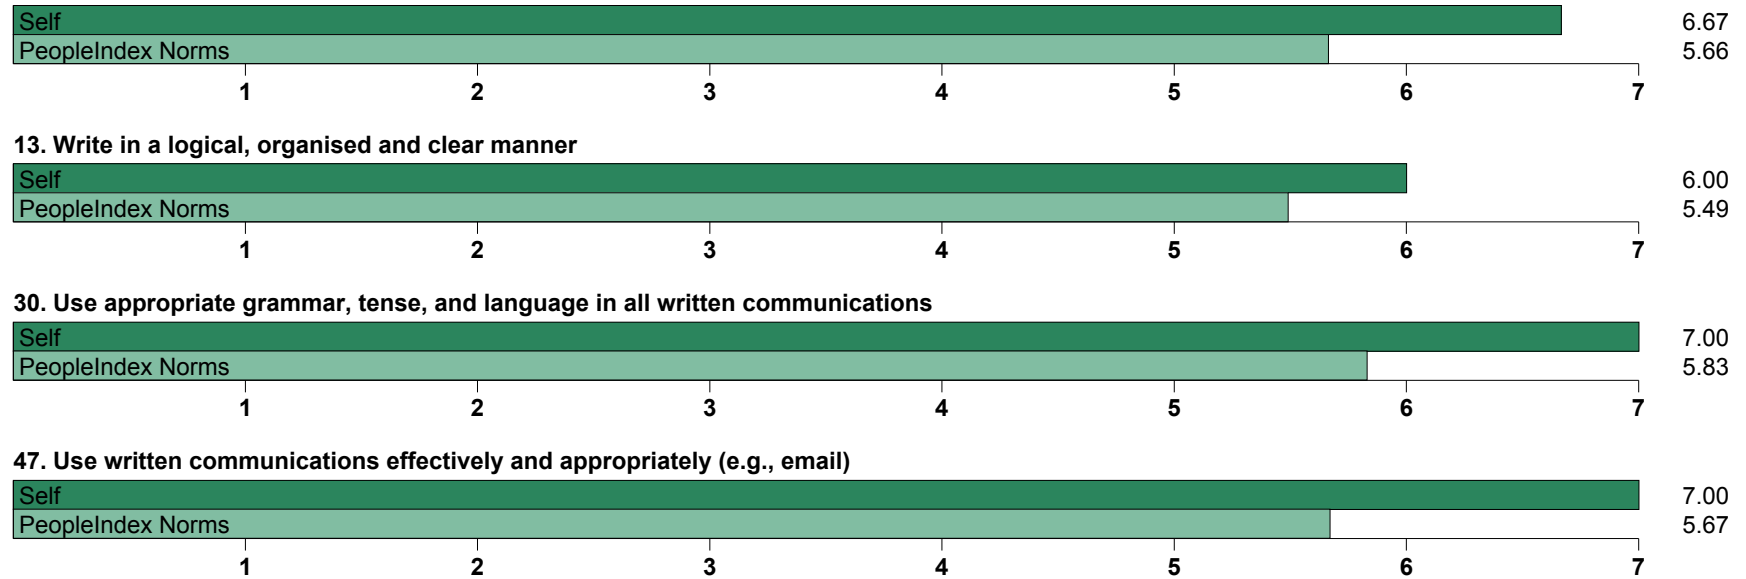 Self 6.67
PeopleIndex Norms 5.66
1 2 3 4 5 6 7
13. Write in a logical, organised and clear manner
Self 6.00
PeopleIndex Norms 5.49
1 2 3 4 5 6 7
30. Use appropriate grammar, tense, and language in all written communications
Self 7.00
PeopleIndex Norms 5.83
1 2 3 4 5 6 7
47. Use written communications effectively and appropriately (e.g., email)
Self 7.00
PeopleIndex Norms 5.67
1 2 3 4 5 6 7